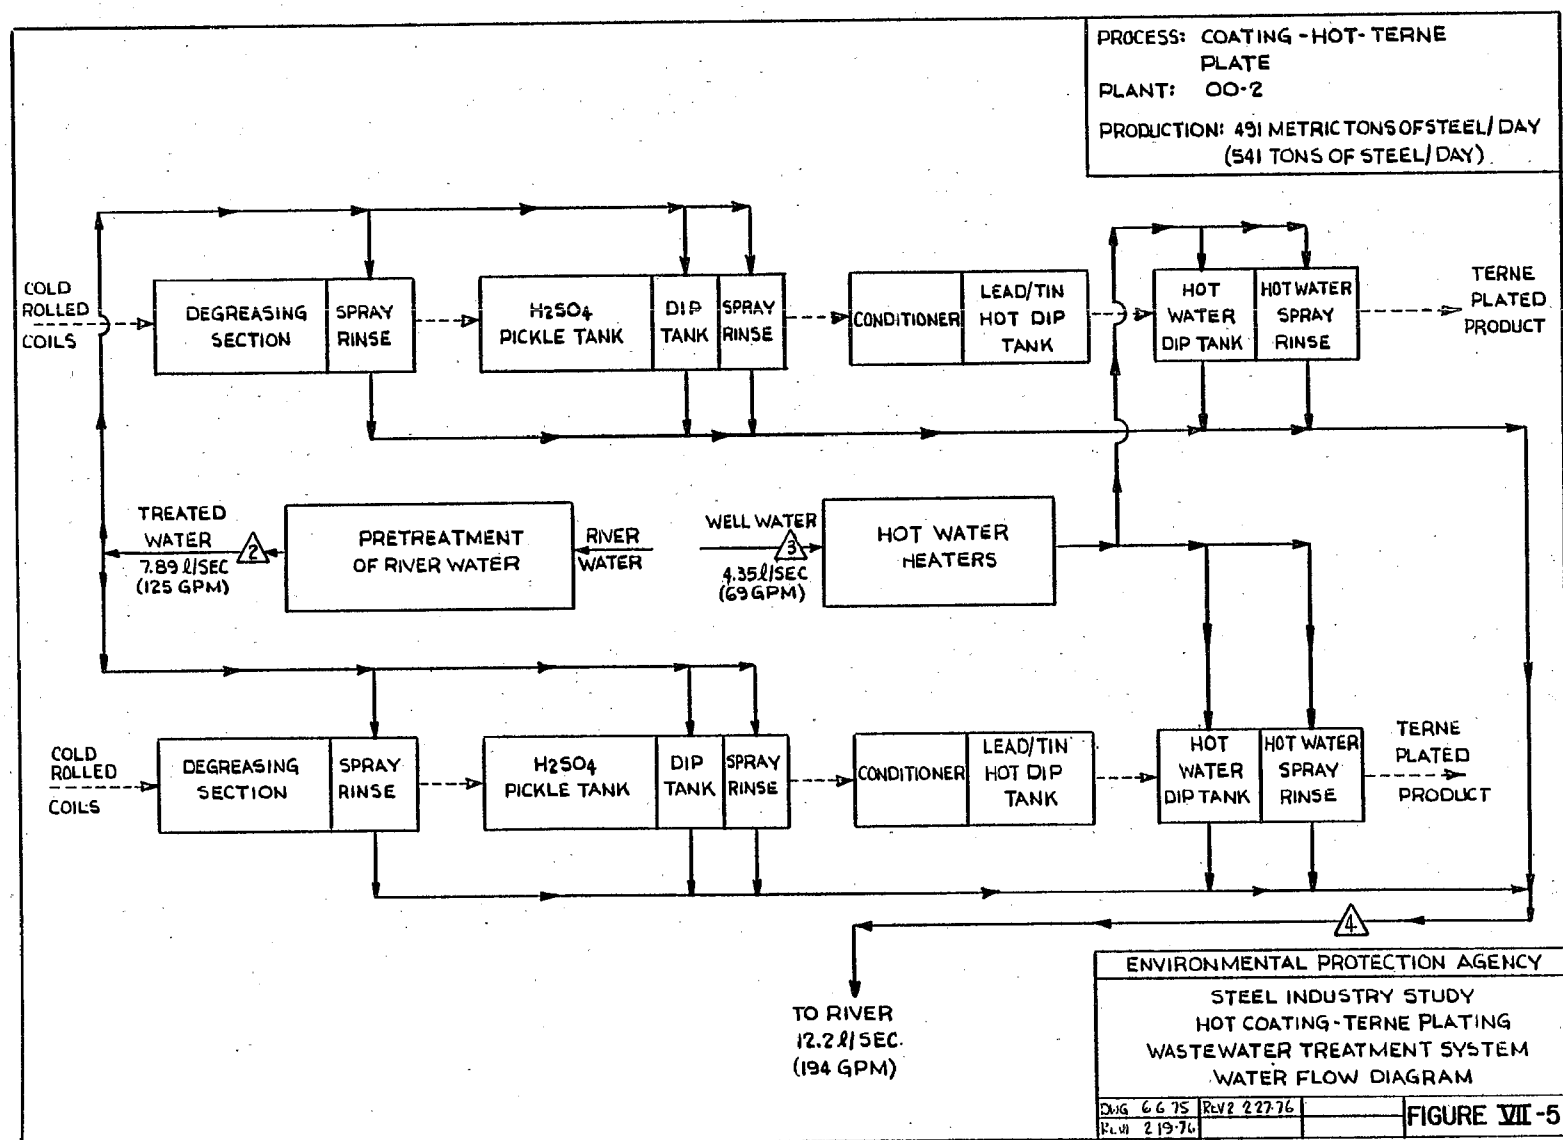 PROCESS: COATING-HOT-TERNE
PLATE
PLANT: 00-2
PRODUCTION: 491 METRIC TONS OF STEEL/DAY
(541 TONS OF STEEL/DAY)
COLD
ROLLED
COILS
DEGREASING
SECTION
SPRAY
RINSE
H2SO4
PICKLE TANK
DIP
TANK
SPRAY
RINSE
CONDITIONER
LEAD/TIN
HOT DIP
TANK
HOT
WATER
DIP TANK
HOT WATER
SPRAY
RINSE
TERNE
PLATED
PRODUCT
TREATED
WATER
7.89 l/SEC
(125 GPM)
2
PRETREATMENT
OF RIVER WATER
RIVER
WATER
WELL WATER
3
4.35 l/SEC
(69 GPM)
HOT WATER
HEATERS
COLD
ROLLED
COILS
DEGREASING
SECTION
SPRAY
RINSE
H2SO4
PICKLE TANK
DIP
TANK
SPRAY
RINSE
CONDITIONER
LEAD/TIN
HOT DIP
TANK
HOT
WATER
DIP TANK
HOT WATER
SPRAY
RINSE
TERNE
PLATED
PRODUCT
4
TO RIVER
12.2 l/SEC.
(194 GPM)
ENVIRONMENTAL PROTECTION AGENCY
STEEL INDUSTRY STUDY
HOT COATING-TERNE PLATING
WASTEWATER TREATMENT SYSTEM
WATER FLOW DIAGRAM
DWG 6 6 75
REV2 2 27-76
REV1 2 19-76
FIGURE VII-5